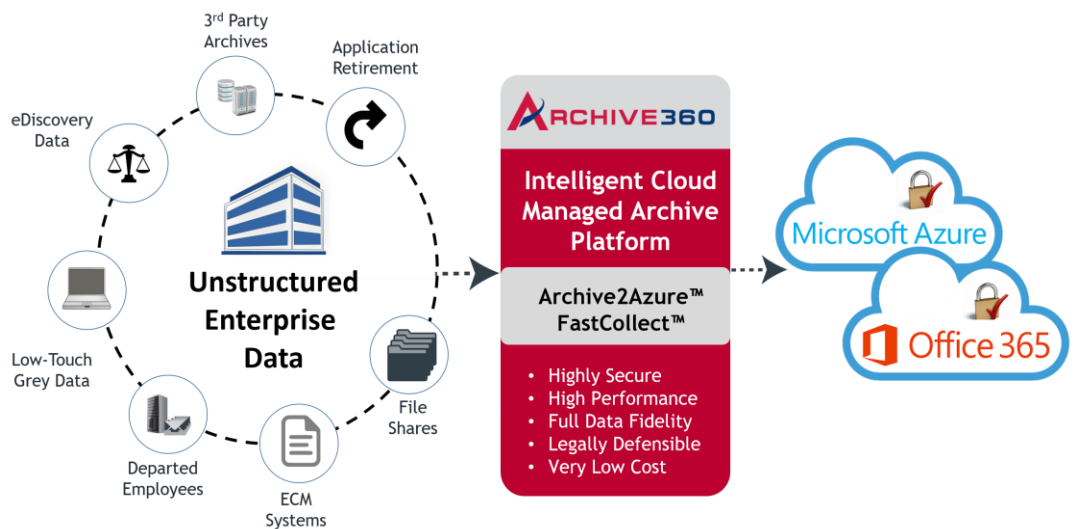 3rd Party
Archives
Application
Retirement
eDiscovery
Data
Low-Touch
Grey Data
Departed
Employees
ECM
Systems
File
Shares
Unstructured
Enterprise
Data
ARCHIVE360
Intelligent Cloud
Managed Archive
Platform
Archive2Azure™
FastCollect™
• Highly Secure
• High Performance
• Full Data Fidelity
• Legally Defensible
• Very Low Cost
Microsoft Azure
Office 365